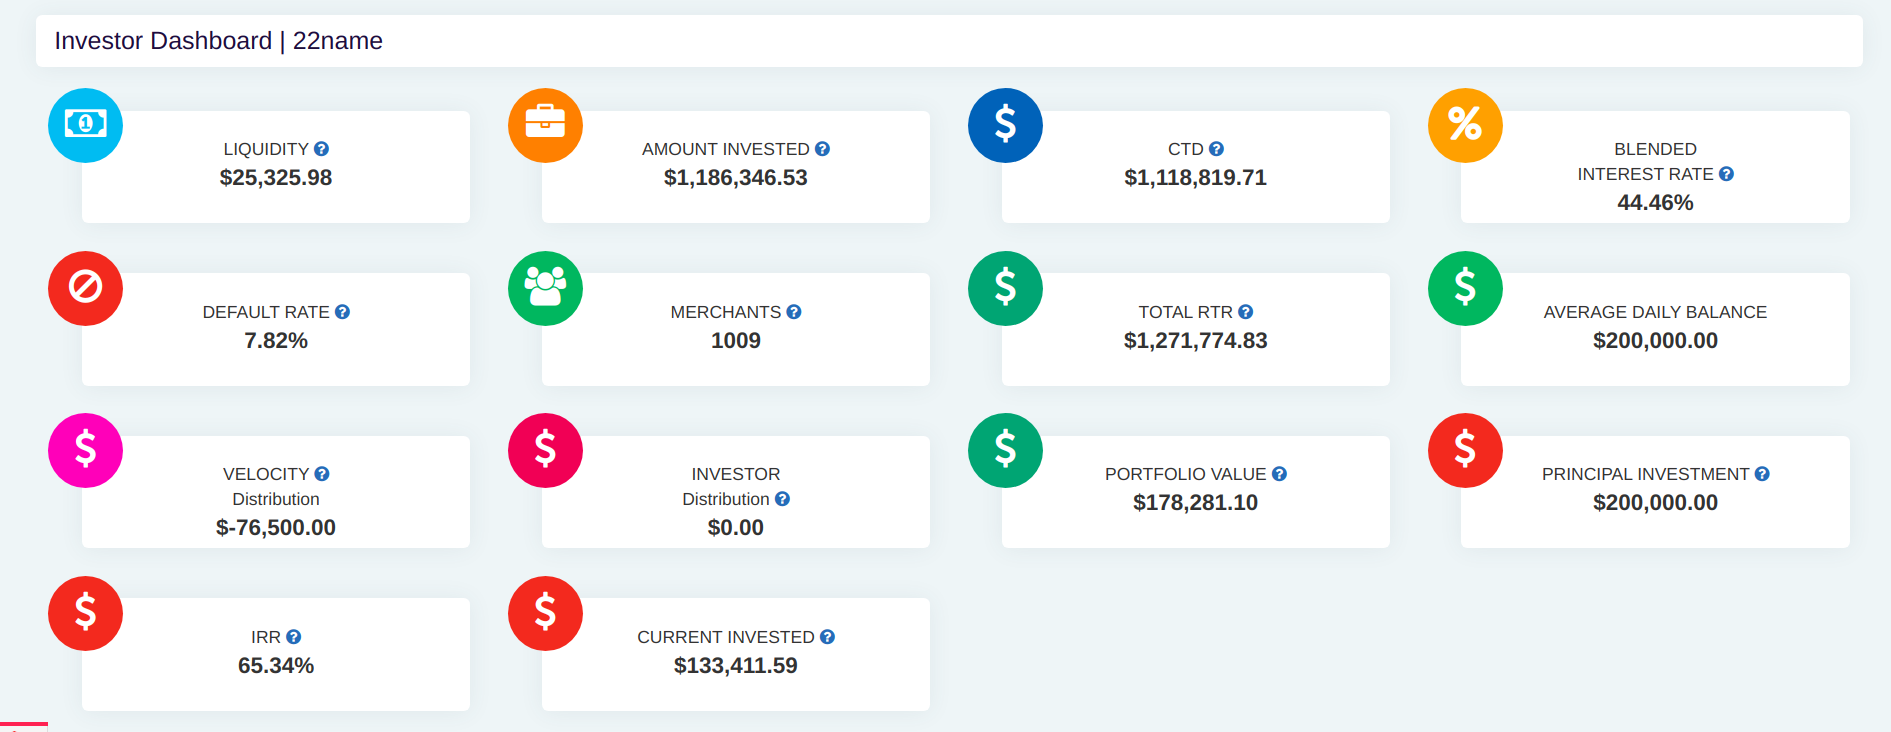 Investor Dashboard | 22name
LIQUIDITY
$25,325.98
AMOUNT INVESTED
$1,186,346.53
CTD
$1,118,819.71
BLENDED
INTEREST RATE
44.46%
DEFAULT RATE
7.82%
MERCHANTS
1009
TOTAL RTR
$1,271,774.83
AVERAGE DAILY BALANCE
$200,000.00
VELOCITY
Distribution
$-76,500.00
INVESTOR
Distribution
$0.00
PORTFOLIO VALUE
$178,281.10
PRINCIPAL INVESTMENT
$200,000.00
IRR
65.34%
CURRENT INVESTED
$133,411.59